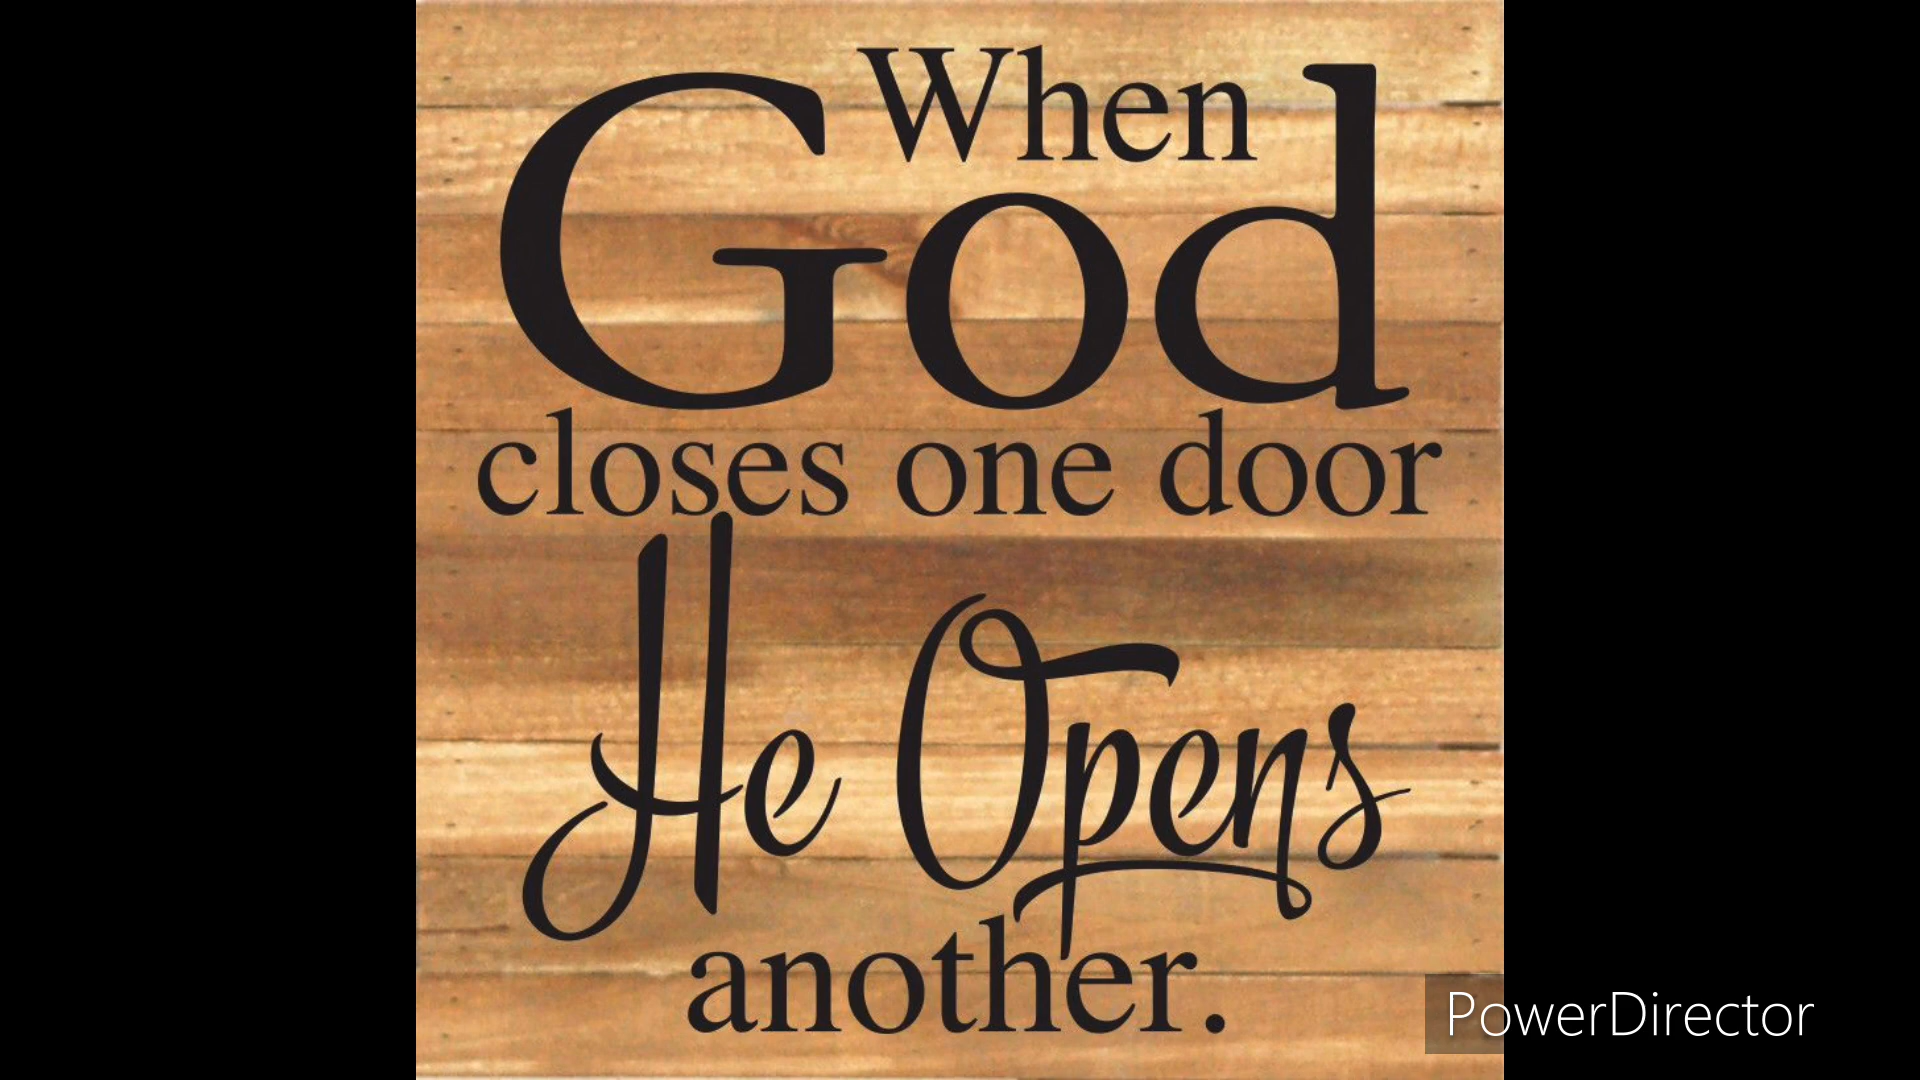 When
God
closes one door
He Opens
another.
PowerDirector